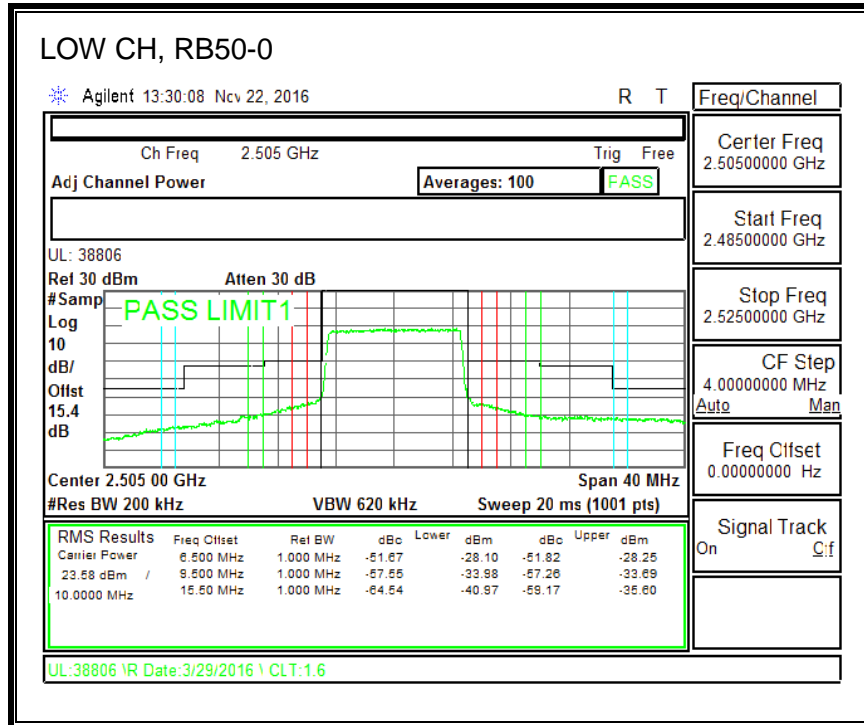 LOW CH, RB50-0
Agilent 13:30:08 Nov 22, 2016 R T
Freq/Channel
Ch Freq 2.505 GHz Trig Free
Adj Channel Power Averages: 100 PASS
Center Freq
2.50500000 GHz
Start Freq
2.48500000 GHz
UL: 38806
Ref 30 dBm Atten 30 dB
#Samp
Log
10
dB/
Offst
15.4
dB
PASS LIMIT1
Stop Freq
2.52500000 GHz
CF Step
4.00000000 MHz
Auto Man
Freq Offset
0.00000000 Hz
Center 2.505 00 GHz Span 40 MHz
#Res BW 200 kHz VBW 620 kHz Sweep 20 ms (1001 pts)
Signal Track
On Off
RMS Results Freq Offset Ref BW dBc Lower dBm dBc Upper dBm
Carrier Power 6.500 MHz 1.000 MHz -51.67 -28.10 -51.82 -28.25
23.58 dBm / 9.500 MHz 1.000 MHz -57.55 -33.98 -57.26 -33.69
10.0000 MHz 15.50 MHz 1.000 MHz -64.54 -40.97 -59.17 -35.60
UL:38806 \R Date:3/29/2016 \ CLT:1.6